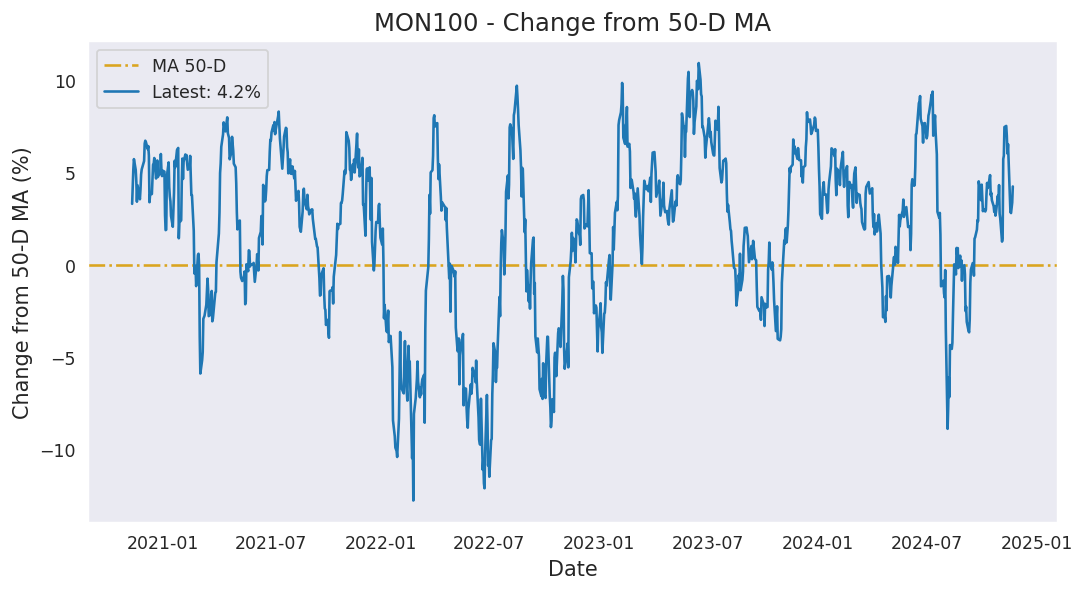 MON100 - Change from 50-D MA
MA 50-D
Latest: 4.2%
Change from 50-D MA (%)
10
5
0
−5
−10
2021-01 2021-07 2022-01 2022-07 2023-01 2023-07 2024-01 2024-07 2025-01
Date